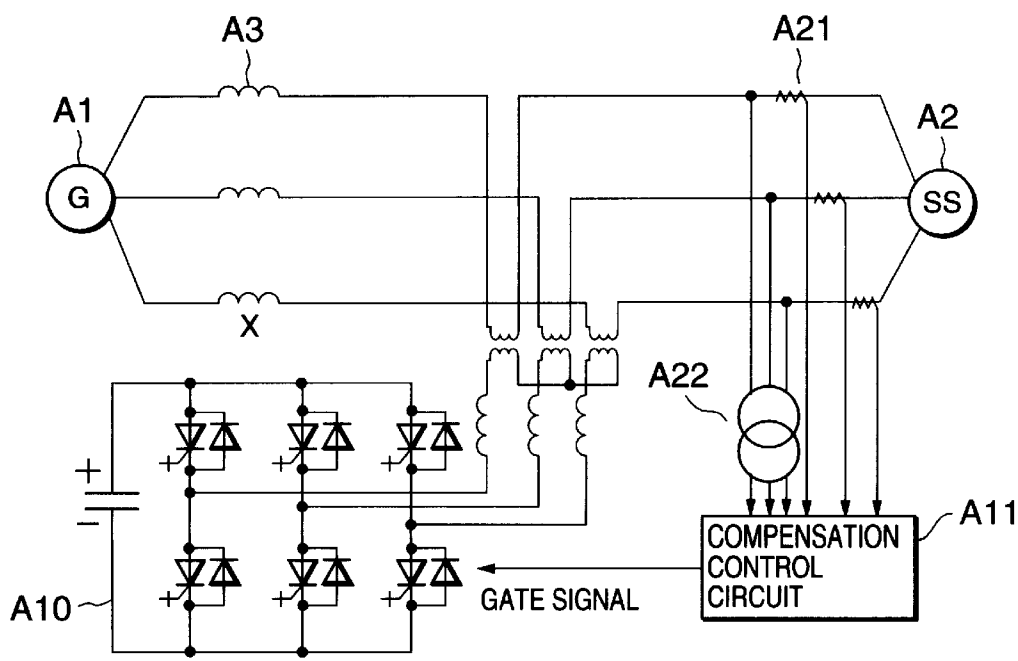 A3
A21
A1
A2
G
SS
X
A22
+
−
+
+
+
+
+
+
A10
GATE SIGNAL
COMPENSATION
CONTROL
CIRCUIT
A11